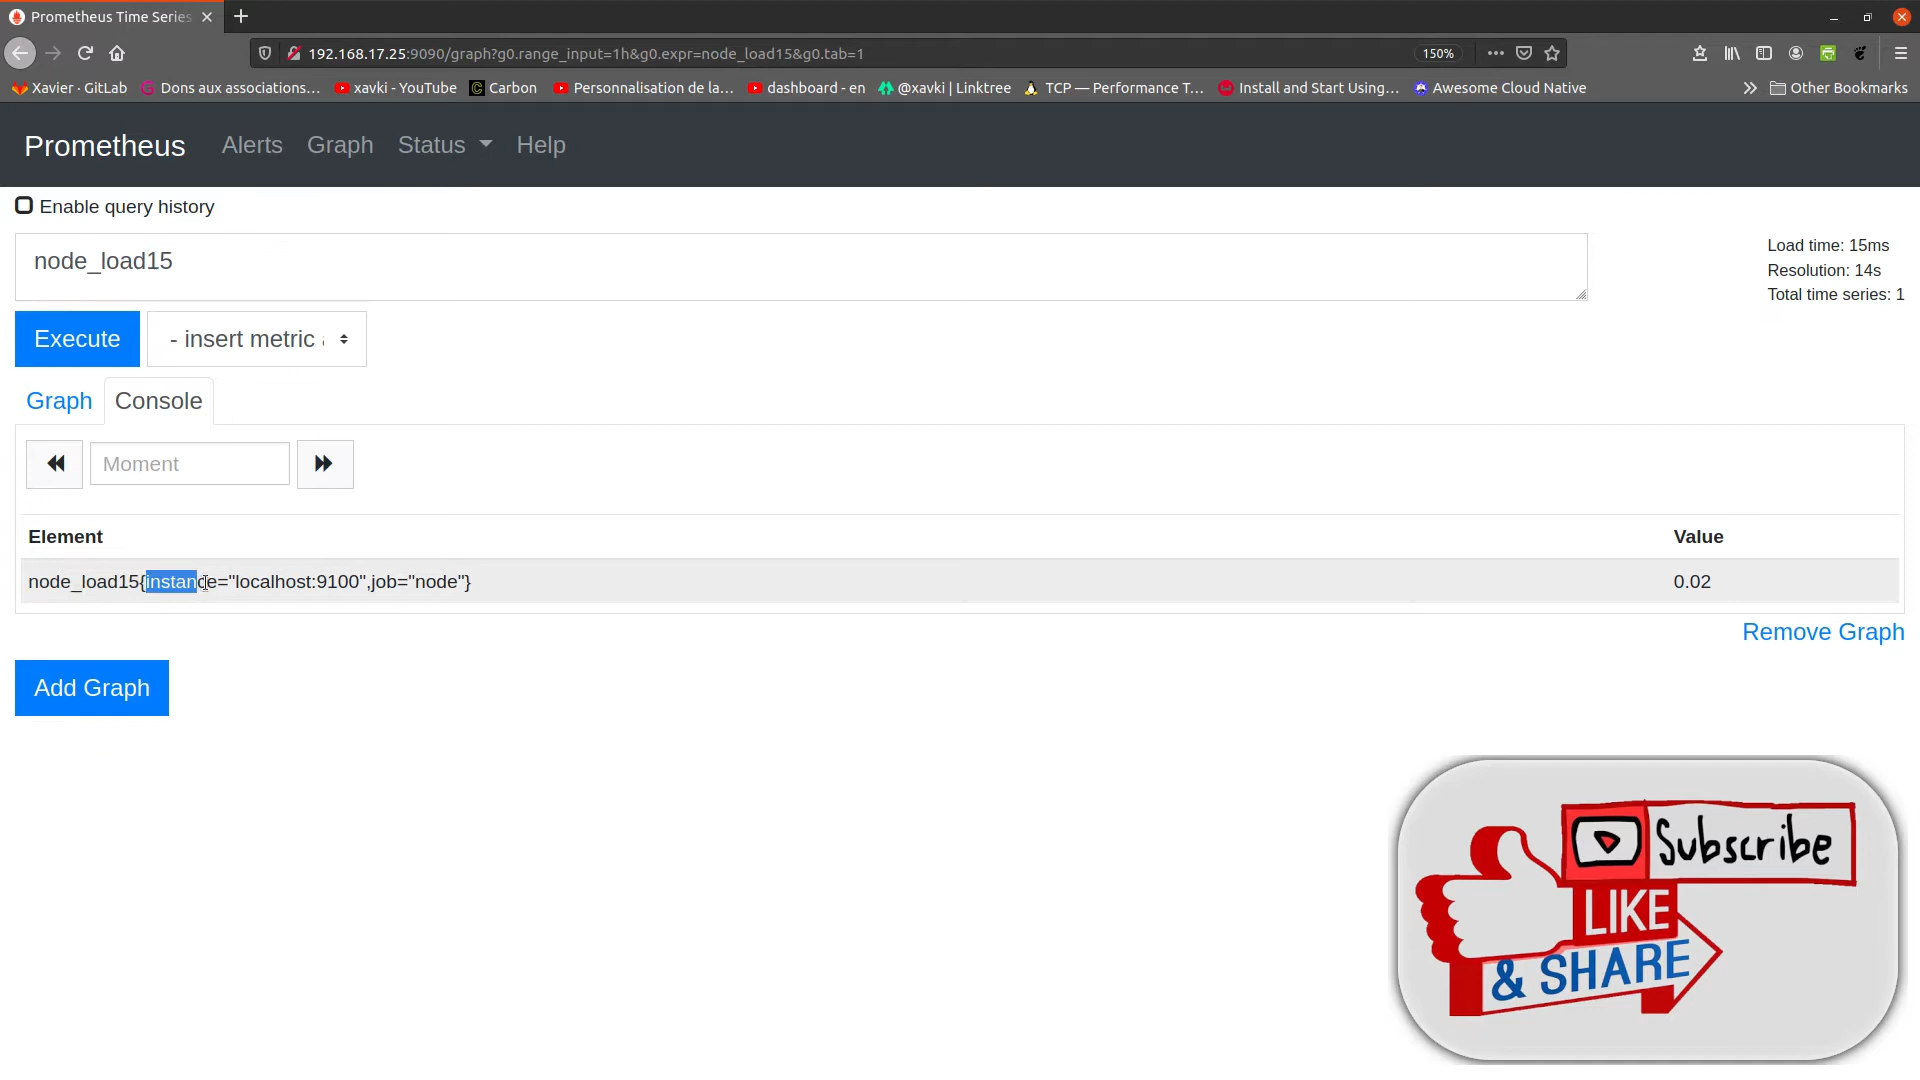 Prometheus Time Series
192.168.17.25:9090/graph?g0.range_input=1h&g0.expr=node_load15&g0.tab=1
150%
Xavier · GitLab
Dons aux associations…
xavki - YouTube
Carbon
Personnalisation de la…
dashboard - en
@xavki | Linktree
TCP — Performance T…
Install and Start Using…
Awesome Cloud Native
Other Bookmarks
Prometheus
Alerts
Graph
Status
Help
Enable query history
node_load15
Load time: 15ms
Resolution: 14s
Total time series: 1
Execute
- insert metric
Graph
Console
Moment
Element
Value
node_load15{instance="localhost:9100",job="node"}
0.02
Remove Graph
Add Graph
Subscribe
LIKE
& SHARE